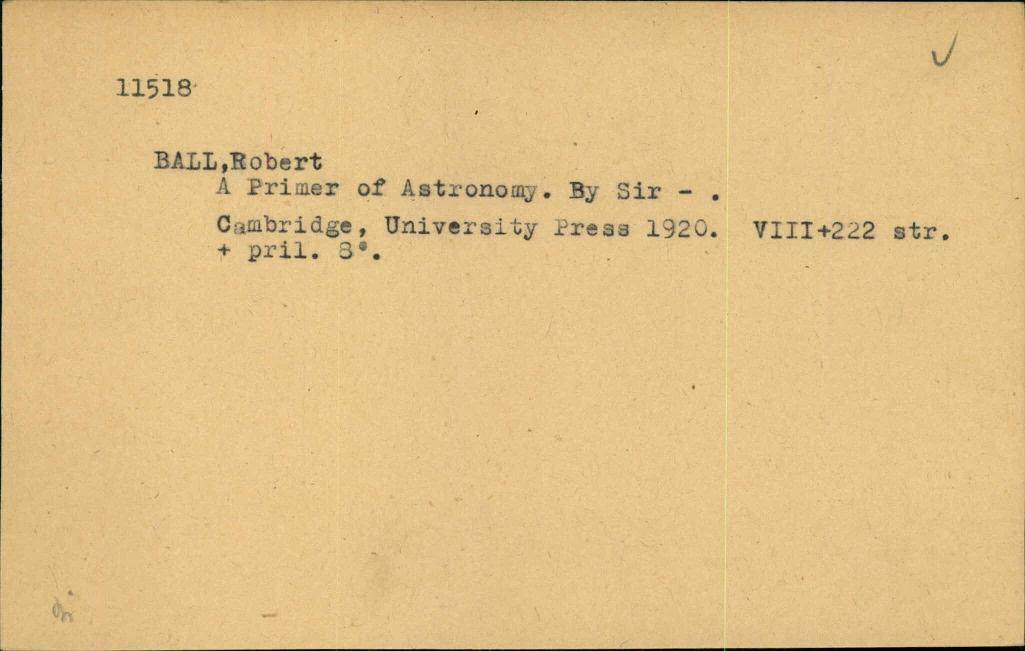 11518
BALL,Robert
A Primer of Astronomy. By Sir - .
Cambridge, University Press 1920. VIII+222 str.
+ pril. 8°.